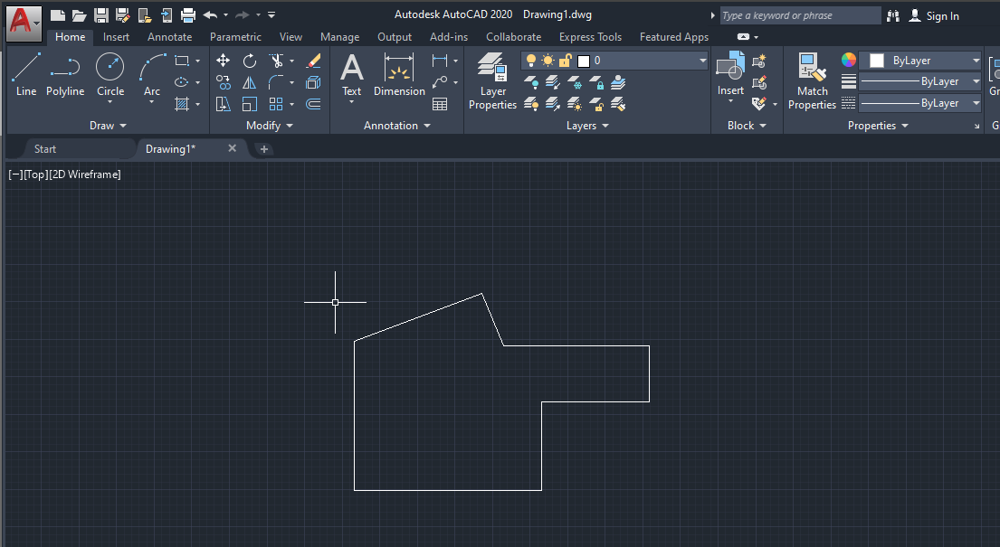 Autodesk AutoCAD 2020 Drawing1.dwg Type a keyword or phrase Sign In
Home Insert Annotate Parametric View Manage Output Add-ins Collaborate Express Tools Featured Apps
Line Polyline Circle Arc
Text Dimension
Layer Properties
0
Insert
Match Properties
ByLayer
ByLayer
ByLayer
Draw Modify Annotation Layers Block Properties
Start Drawing1*
[−][Top][2D Wireframe]